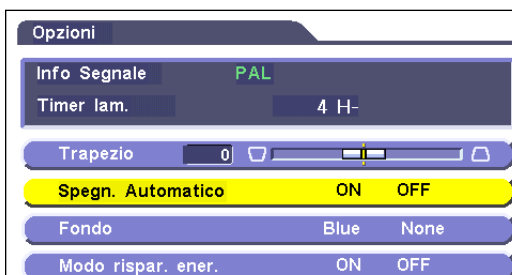 Opzioni
Info Segnale PAL
Timer lam. 4 H-
Trapezio 0
Spegn. Automatico ON OFF
Fondo Blue None
Modo rispar. ener. ON OFF